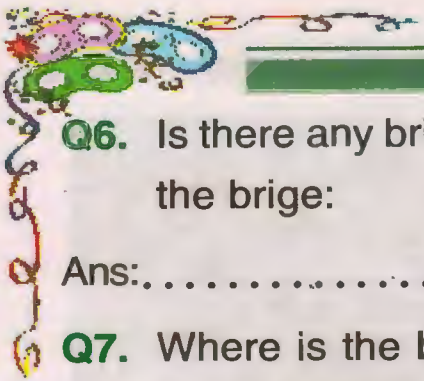 Q6. Is there any bri
the brige:
Ans:....................
Q7. Where is the b